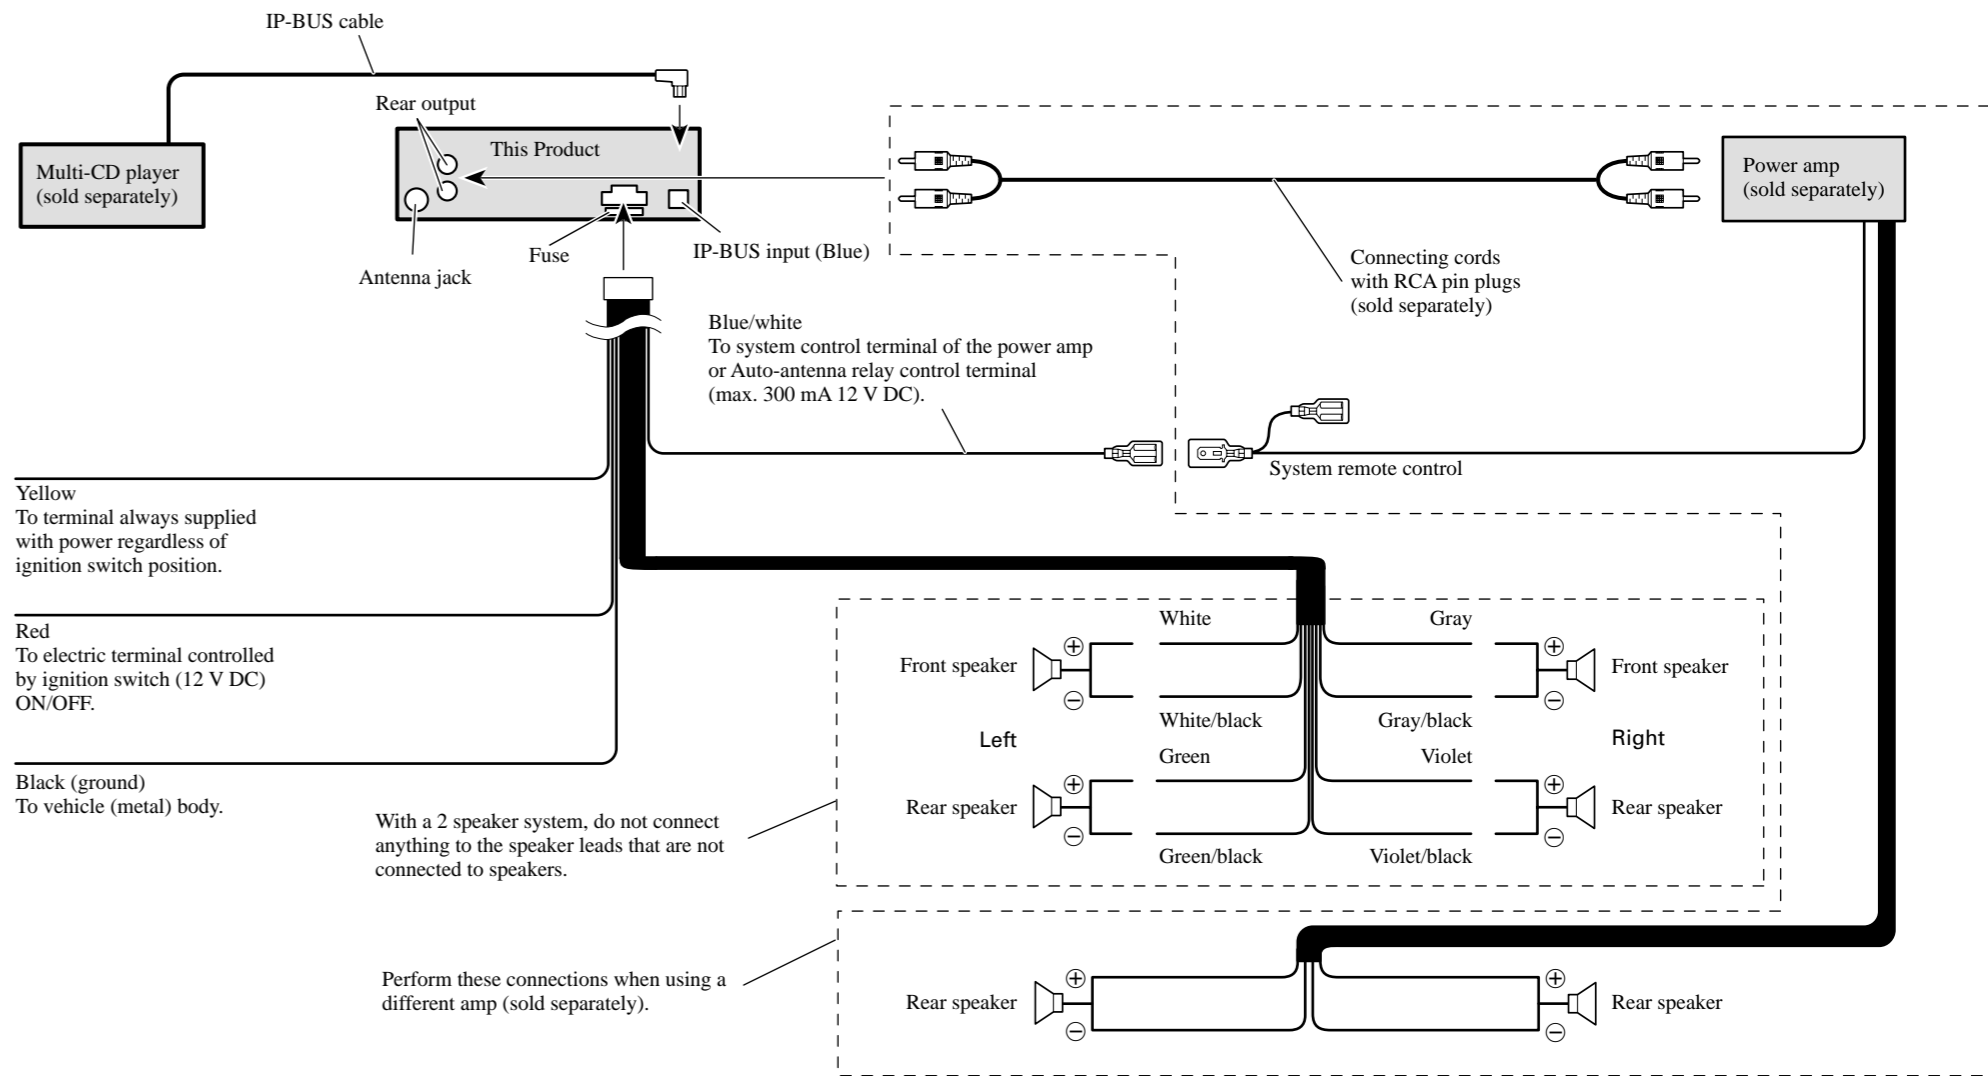 IP-BUS cable
Rear output
This Product
Multi-CD player
(sold separately)
Power amp
(sold separately)
Antenna jack
Fuse
IP-BUS input (Blue)
Connecting cords
with RCA pin plugs
(sold separately)
Blue/white
To system control terminal of the power amp
or Auto-antenna relay control terminal
(max. 300 mA 12 V DC).
System remote control
Yellow
To terminal always supplied
with power regardless of
ignition switch position.
Red
To electric terminal controlled
by ignition switch (12 V DC)
ON/OFF.
Black (ground)
To vehicle (metal) body.
White
Gray
Front speaker
+
−
+
−
Front speaker
White/black
Gray/black
Left
Right
Green
Violet
Rear speaker
+
−
+
−
Rear speaker
Green/black
Violet/black
With a 2 speaker system, do not connect
anything to the speaker leads that are not
connected to speakers.
Perform these connections when using a
different amp (sold separately).
Rear speaker
+
−
+
−
Rear speaker